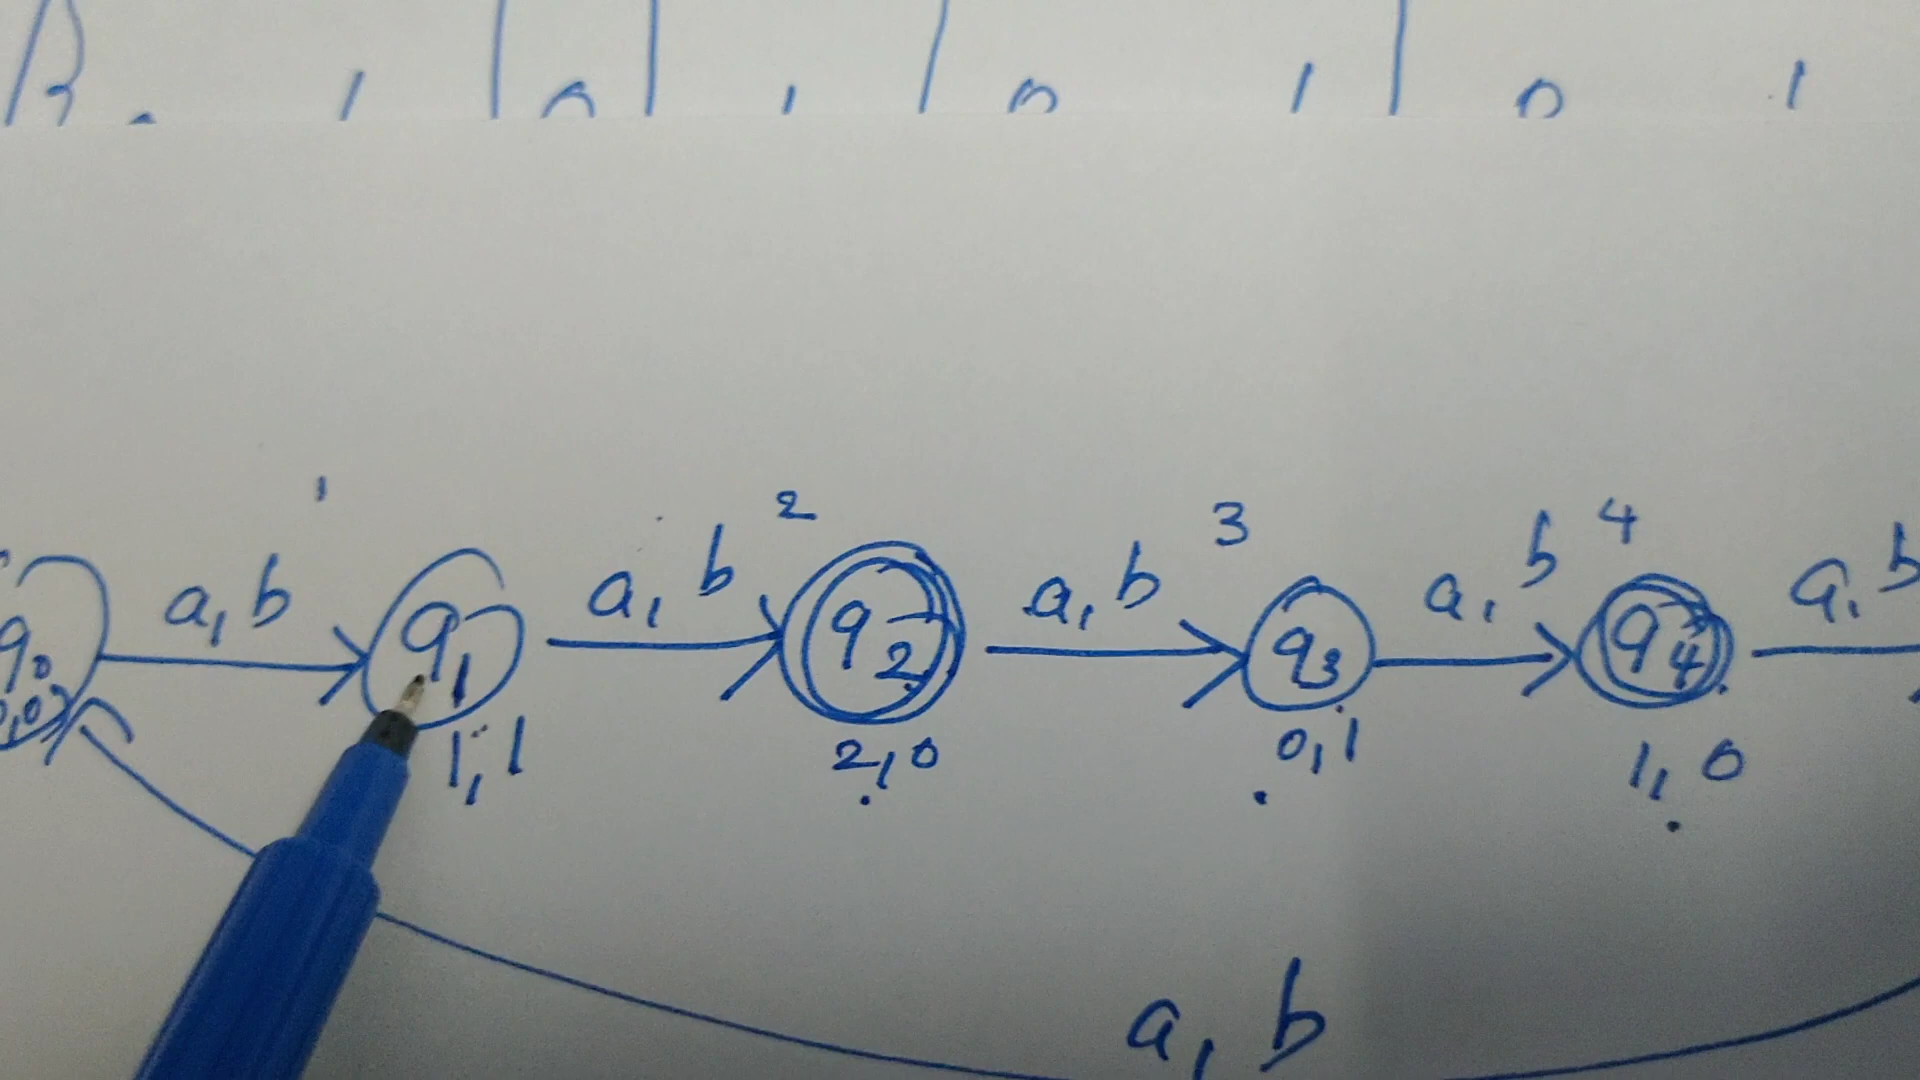 1 2 3 4
a, b a, b a, b a, b a, b
q0 q1 q2 q3 q4
1, 1 2, 0 0, 1 1, 0
a, b